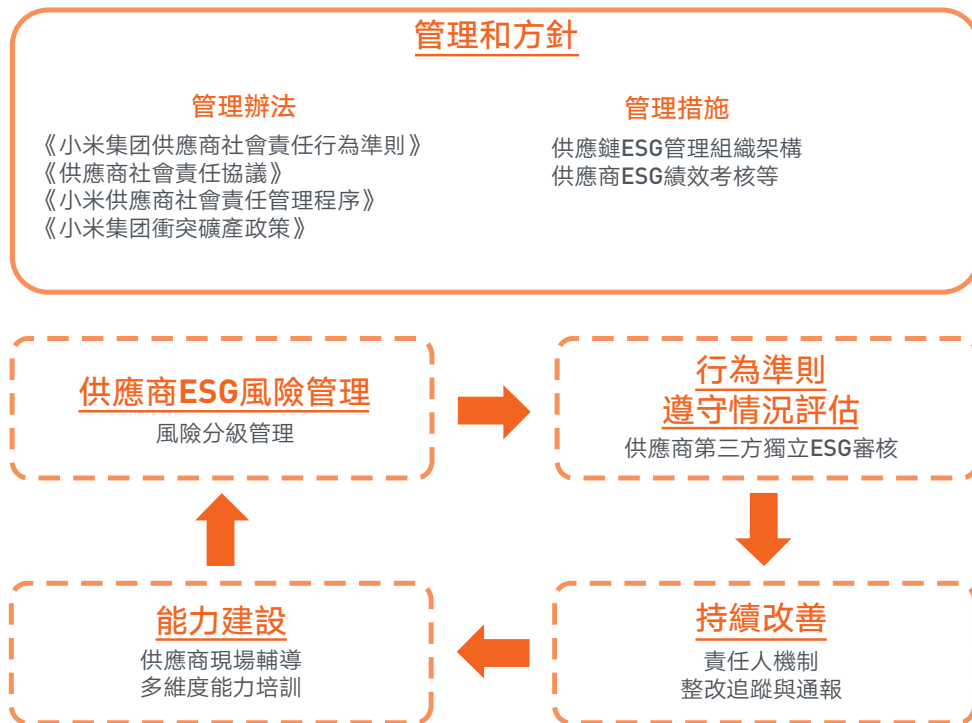 管理和方針
管理辦法
《小米集团供應商社會責任行為準則》
《供應商社會責任協議》
《小米供應商社會責任管理程序》
《小米集团衝突礦產政策》
管理措施
供應鏈ESG管理組織架構
供應商ESG績效考核等
供應商ESG風險管理
風險分級管理
行為準則
遵守情況評估
供應商第三方獨立ESG審核
能力建設
供應商現場輔導
多維度能力培訓
持續改善
責任人機制
整改追蹤與通報